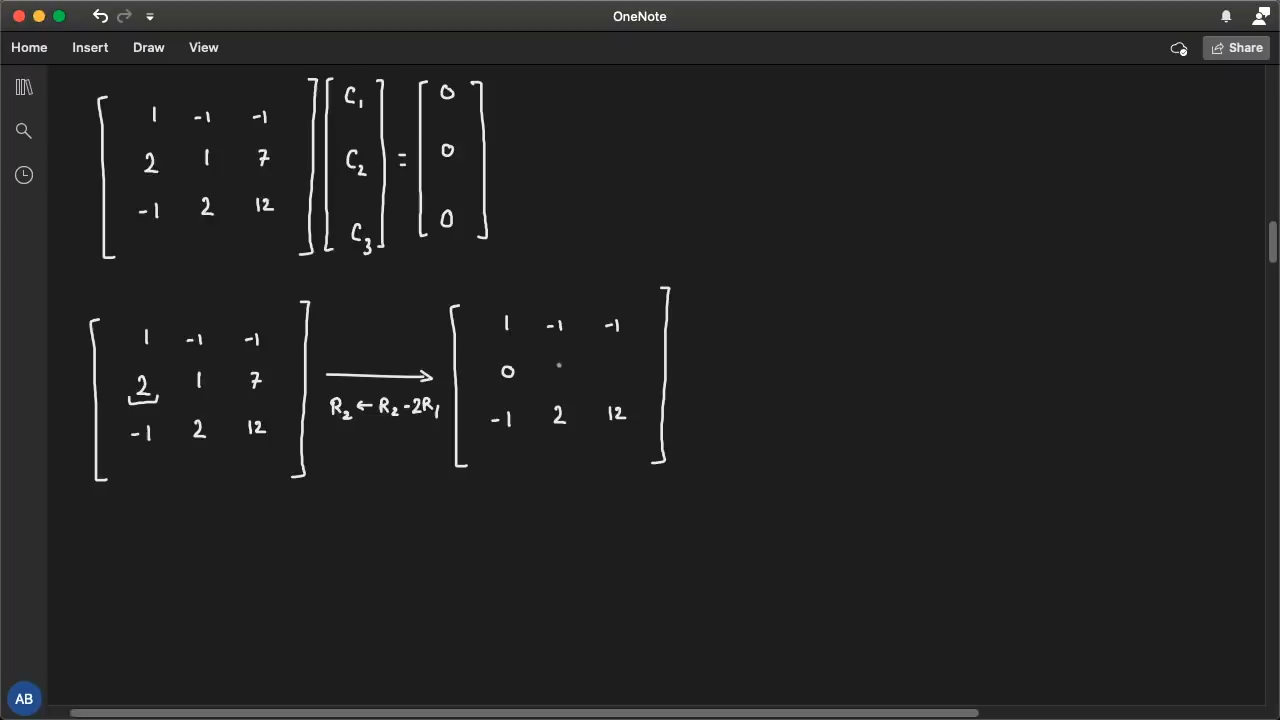 OneNote
Home Insert Draw View Share
1 -1 -1 C₁ 0
2 1 7 C₂ = 0
-1 2 12 C₃ 0
1 -1 -1 1 -1 -1
2 1 7 → 0
R₂ ← R₂ - 2R₁
-1 2 12 -1 2 12
AB